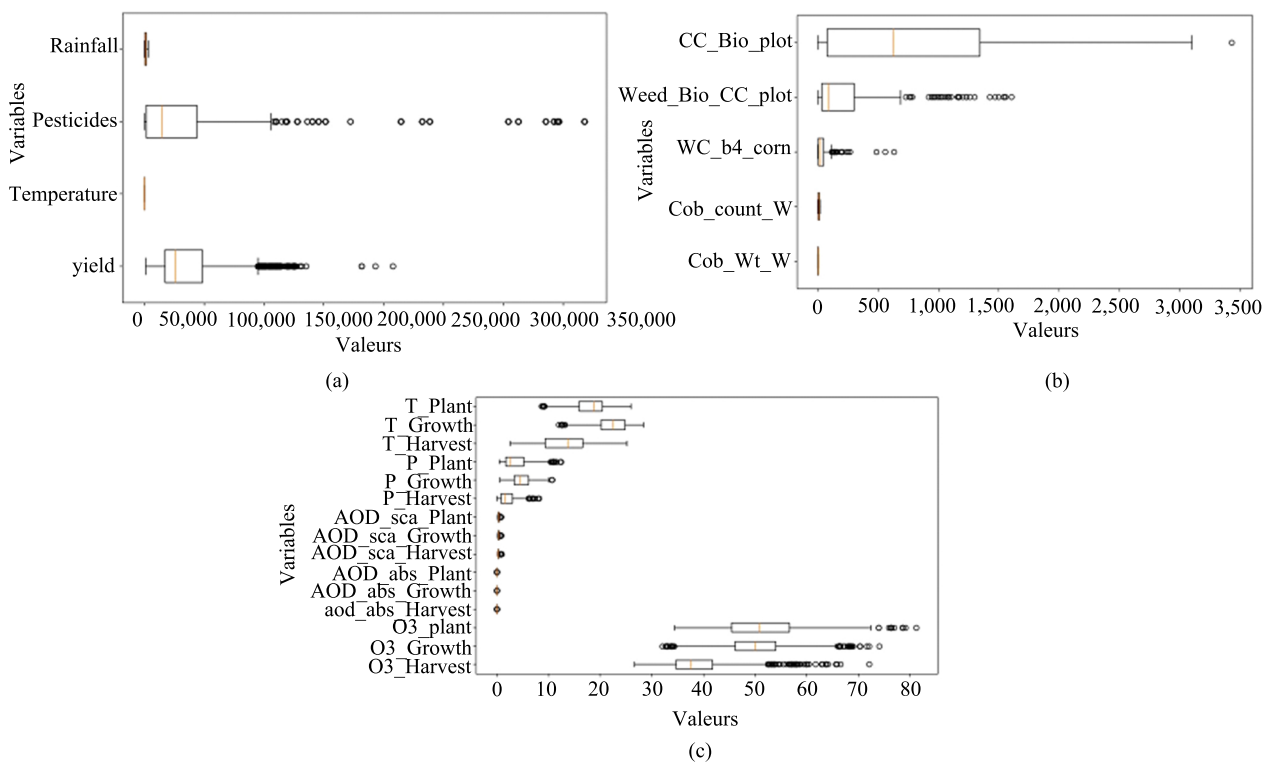 Variables
Rainfall
Pesticides
Temperature
yield
0 50,000 100,000 150,000 200,000 250,000 300,000 350,000
Valeurs
(a)
Variables
CC_Bio_plot
Weed_Bio_CC_plot
WC_b4_corn
Cob_count_W
Cob_Wt_W
0 500 1,000 1,500 2,000 2,500 3,000 3,500
Valeurs
(b)
Variables
T_Plant
T_Growth
T_Harvest
P_Plant
P_Growth
P_Harvest
AOD_sca_Plant
AOD_sca_Growth
AOD_sca_Harvest
AOD_abs_Plant
AOD_abs_Growth
aod_abs_Harvest
O3_plant
O3_Growth
O3_Harvest
0 10 20 30 40 50 60 70 80
Valeurs
(c)